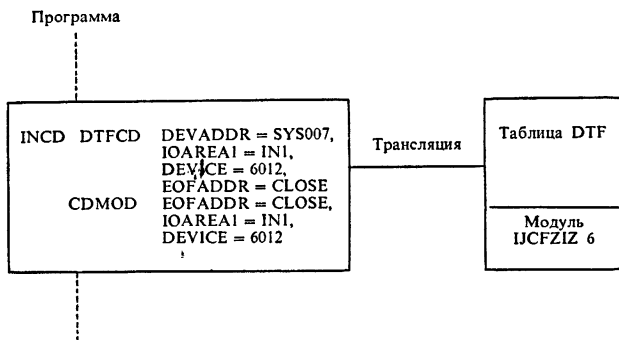 Программа
INCD DTFCD DEVADDR = SYS007,
IOAREA1 = IN1,
DEVICE = 6012,
EOFADDR = CLOSE
CDMOD EOFADDR = CLOSE,
IOAREA1 = IN1,
DEVICE = 6012
Трансляция
Таблица DTF
Модуль
IJCFZIZ 6